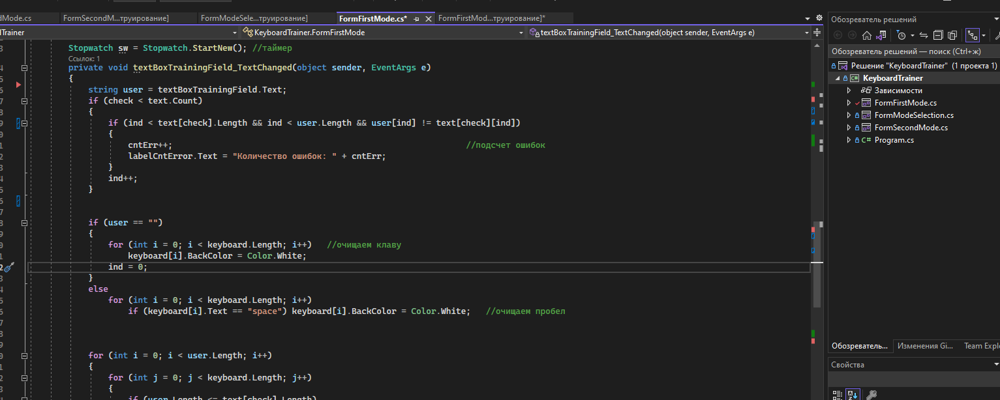 dMode.cs FormSecondM...труирование] FormModeSele...труирование] FormFirstMode.cs* FormFirstMod...труирование]*
Trainer KeyboardTrainer.FormFirstMode textBoxTrainingField_TextChanged(object sender, EventArgs e)
Stopwatch sw = Stopwatch.StartNew(); //таймер
Ссылок: 1
private void textBoxTrainingField_TextChanged(object sender, EventArgs e)
{
string user = textBoxTrainingField.Text;
if (check < text.Count)
{
if (ind < text[check].Length && ind < user.Length && user[ind] != text[check][ind])
{
cntErr++; //подсчет ошибок
labelCntError.Text = "Количество ошибок: " + cntErr;
}
ind++;
}
if (user == "")
{
for (int i = 0; i < keyboard.Length; i++) //очищаем клаву
keyboard[i].BackColor = Color.White;
ind = 0;
}
else
for (int i = 0; i < keyboard.Length; i++)
if (keyboard[i].Text == "space") keyboard[i].BackColor = Color.White; //очищаем пробел
for (int i = 0; i < user.Length; i++)
{
for (int j = 0; j < keyboard.Length; j++)
{
if (user.Length <= text[check].Length)
Обозреватель решений
Обозреватель решений — поиск (Ctrl+ж)
Решение "KeyboardTrainer" (1 проекта 1)
C# KeyboardTrainer
Зависимости
FormFirstMode.cs
FormModeSelection.cs
FormSecondMode.cs
C# Program.cs
Обозреватель... Изменения Gi... Team Explo
Свойства